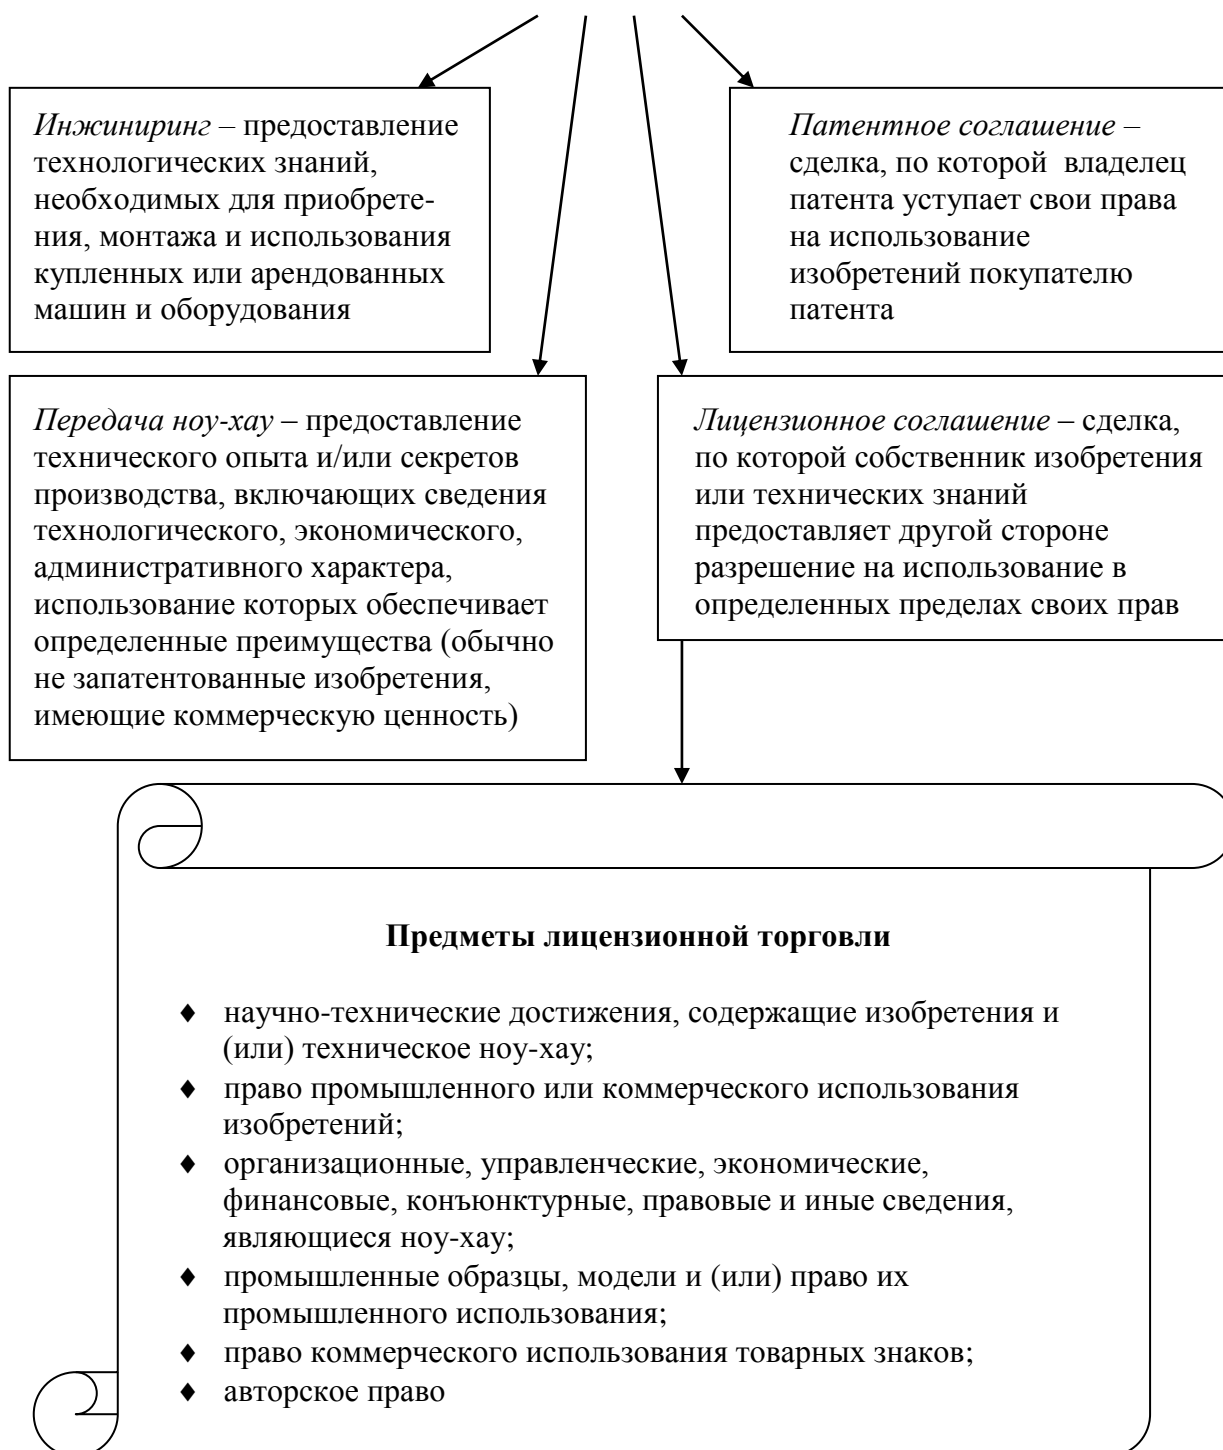 Инжиниринг – предоставление
технологических знаний,
необходимых для приобрете-
ния, монтажа и использования
купленных или арендованных
машин и оборудования
Патентное соглашение –
сделка, по которой владелец
патента уступает свои права
на использование
изобретений покупателю
патента
Передача ноу-хау – предоставление
технического опыта и/или секретов
производства, включающих сведения
технологического, экономического,
административного характера,
использование которых обеспечивает
определенные преимущества (обычно
не запатентованные изобретения,
имеющие коммерческую ценность)
Лицензионное соглашение – сделка,
по которой собственник изобретения
или технических знаний
предоставляет другой стороне
разрешение на использование в
определенных пределах своих прав
Предметы лицензионной торговли
♦ научно-технические достижения, содержащие изобретения и
(или) техническое ноу-хау;
♦ право промышленного или коммерческого использования
изобретений;
♦ организационные, управленческие, экономические,
финансовые, конъюнктурные, правовые и иные сведения,
являющиеся ноу-хау;
♦ промышленные образцы, модели и (или) право их
промышленного использования;
♦ право коммерческого использования товарных знаков;
♦ авторское право